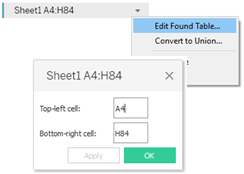 Sheet1 A4:H84
Edit Found Table...
Convert to Union...
Sheet1 A4:H84
Top-left cell:
A4
Bottom-right cell:
H84
Apply
OK